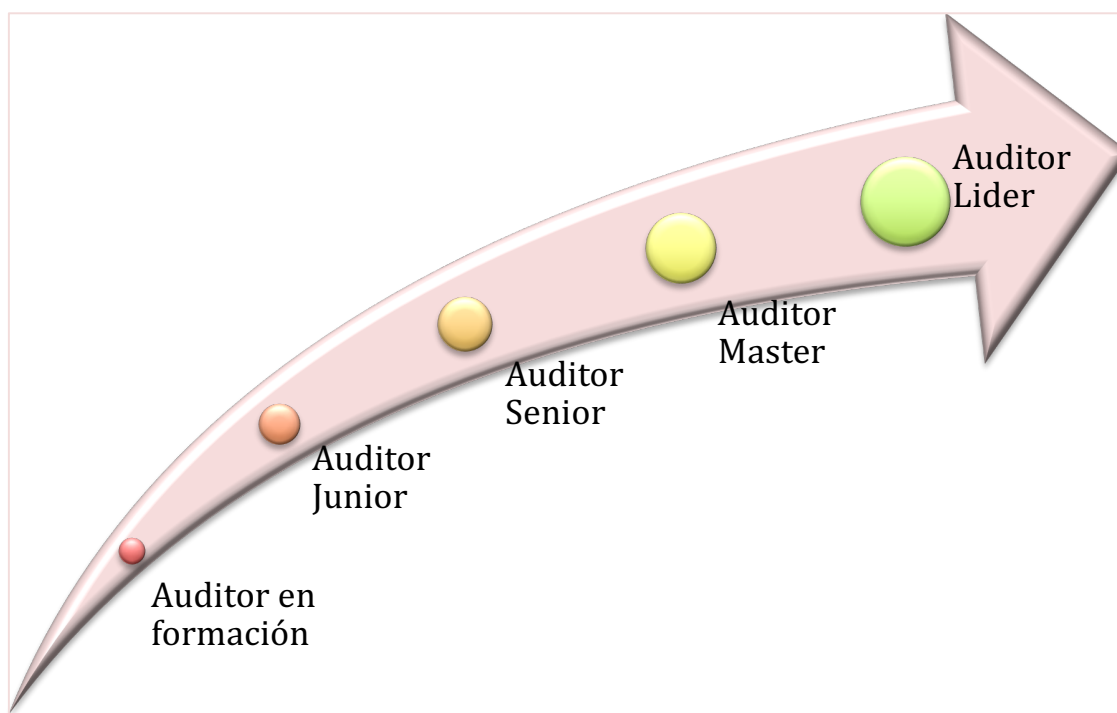 Auditor
Lider
Auditor
Master
Auditor
Senior
Auditor
Junior
Auditor en
formación